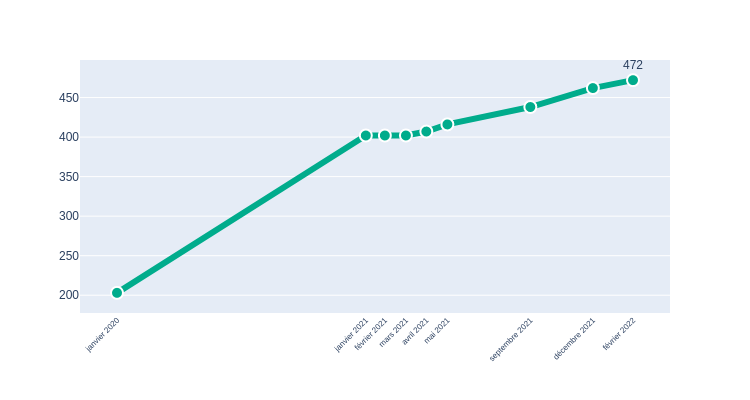 472
450
400
350
300
250
200
janvier 2020
janvier 2021
février 2021
mars 2021
avril 2021
mai 2021
septembre 2021
décembre 2021
février 2022